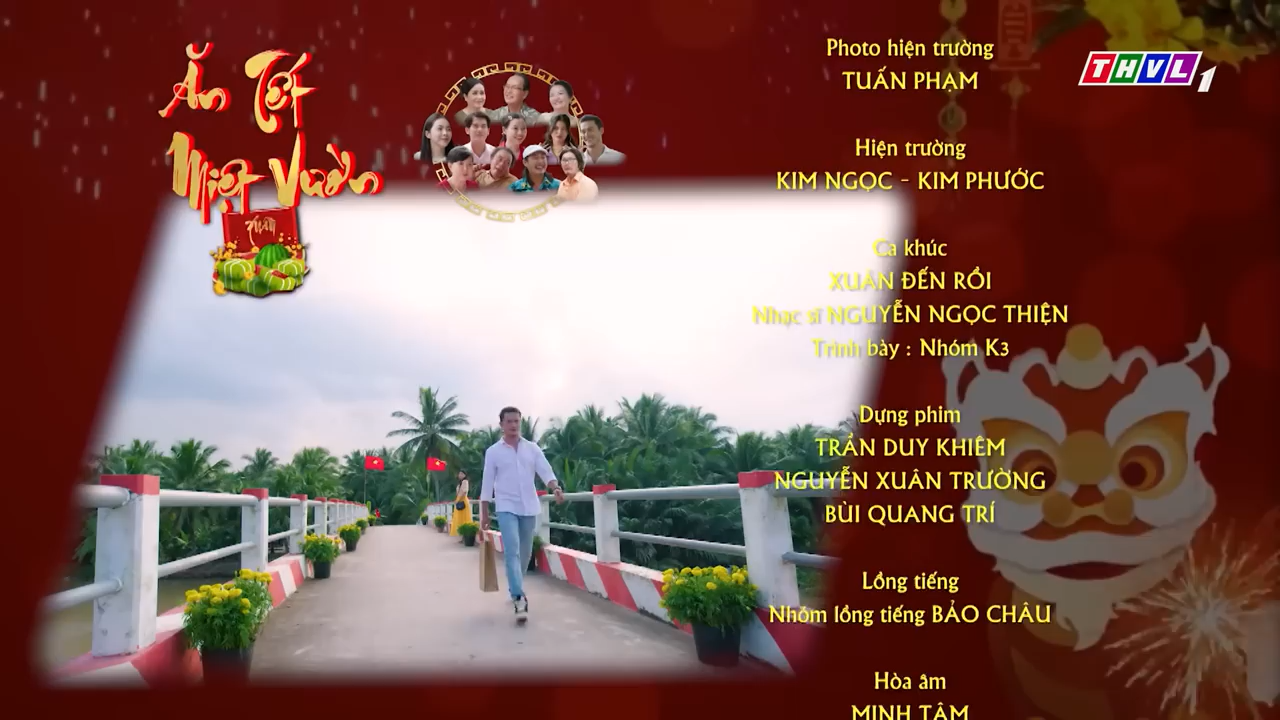 Ăn Tết
Miệt Vườn
Xuân
THVL1
Photo hiện trường
TUẤN PHẠM
Hiện trường
KIM NGỌC - KIM PHƯỚC
Ca khúc
XUÂN ĐẾN RỒI
Nhạc sĩ NGUYỄN NGỌC THIỆN
Trình bày : Nhóm K3
Dựng phim
TRẦN DUY KHIÊM
NGUYỄN XUÂN TRƯỜNG
BÙI QUANG TRÍ
Lồng tiếng
Nhóm lồng tiếng BẢO CHÂU
Hòa âm
MINH TÂM